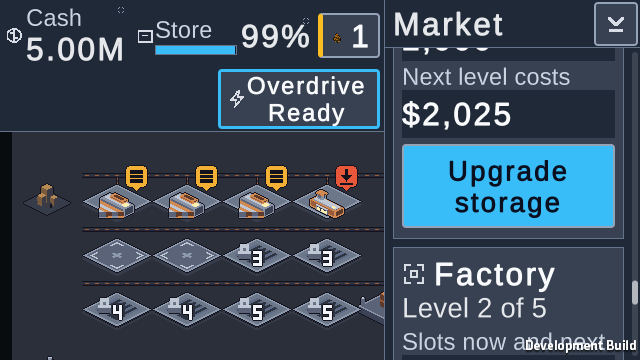 Cash
5.00M
Store
99%
1
Overdrive
Ready
Market
Next level costs
$2,025
Upgrade
storage
3
3
4
4
5
5
Factory
Level 2 of 5
Slots now and next
Development Build